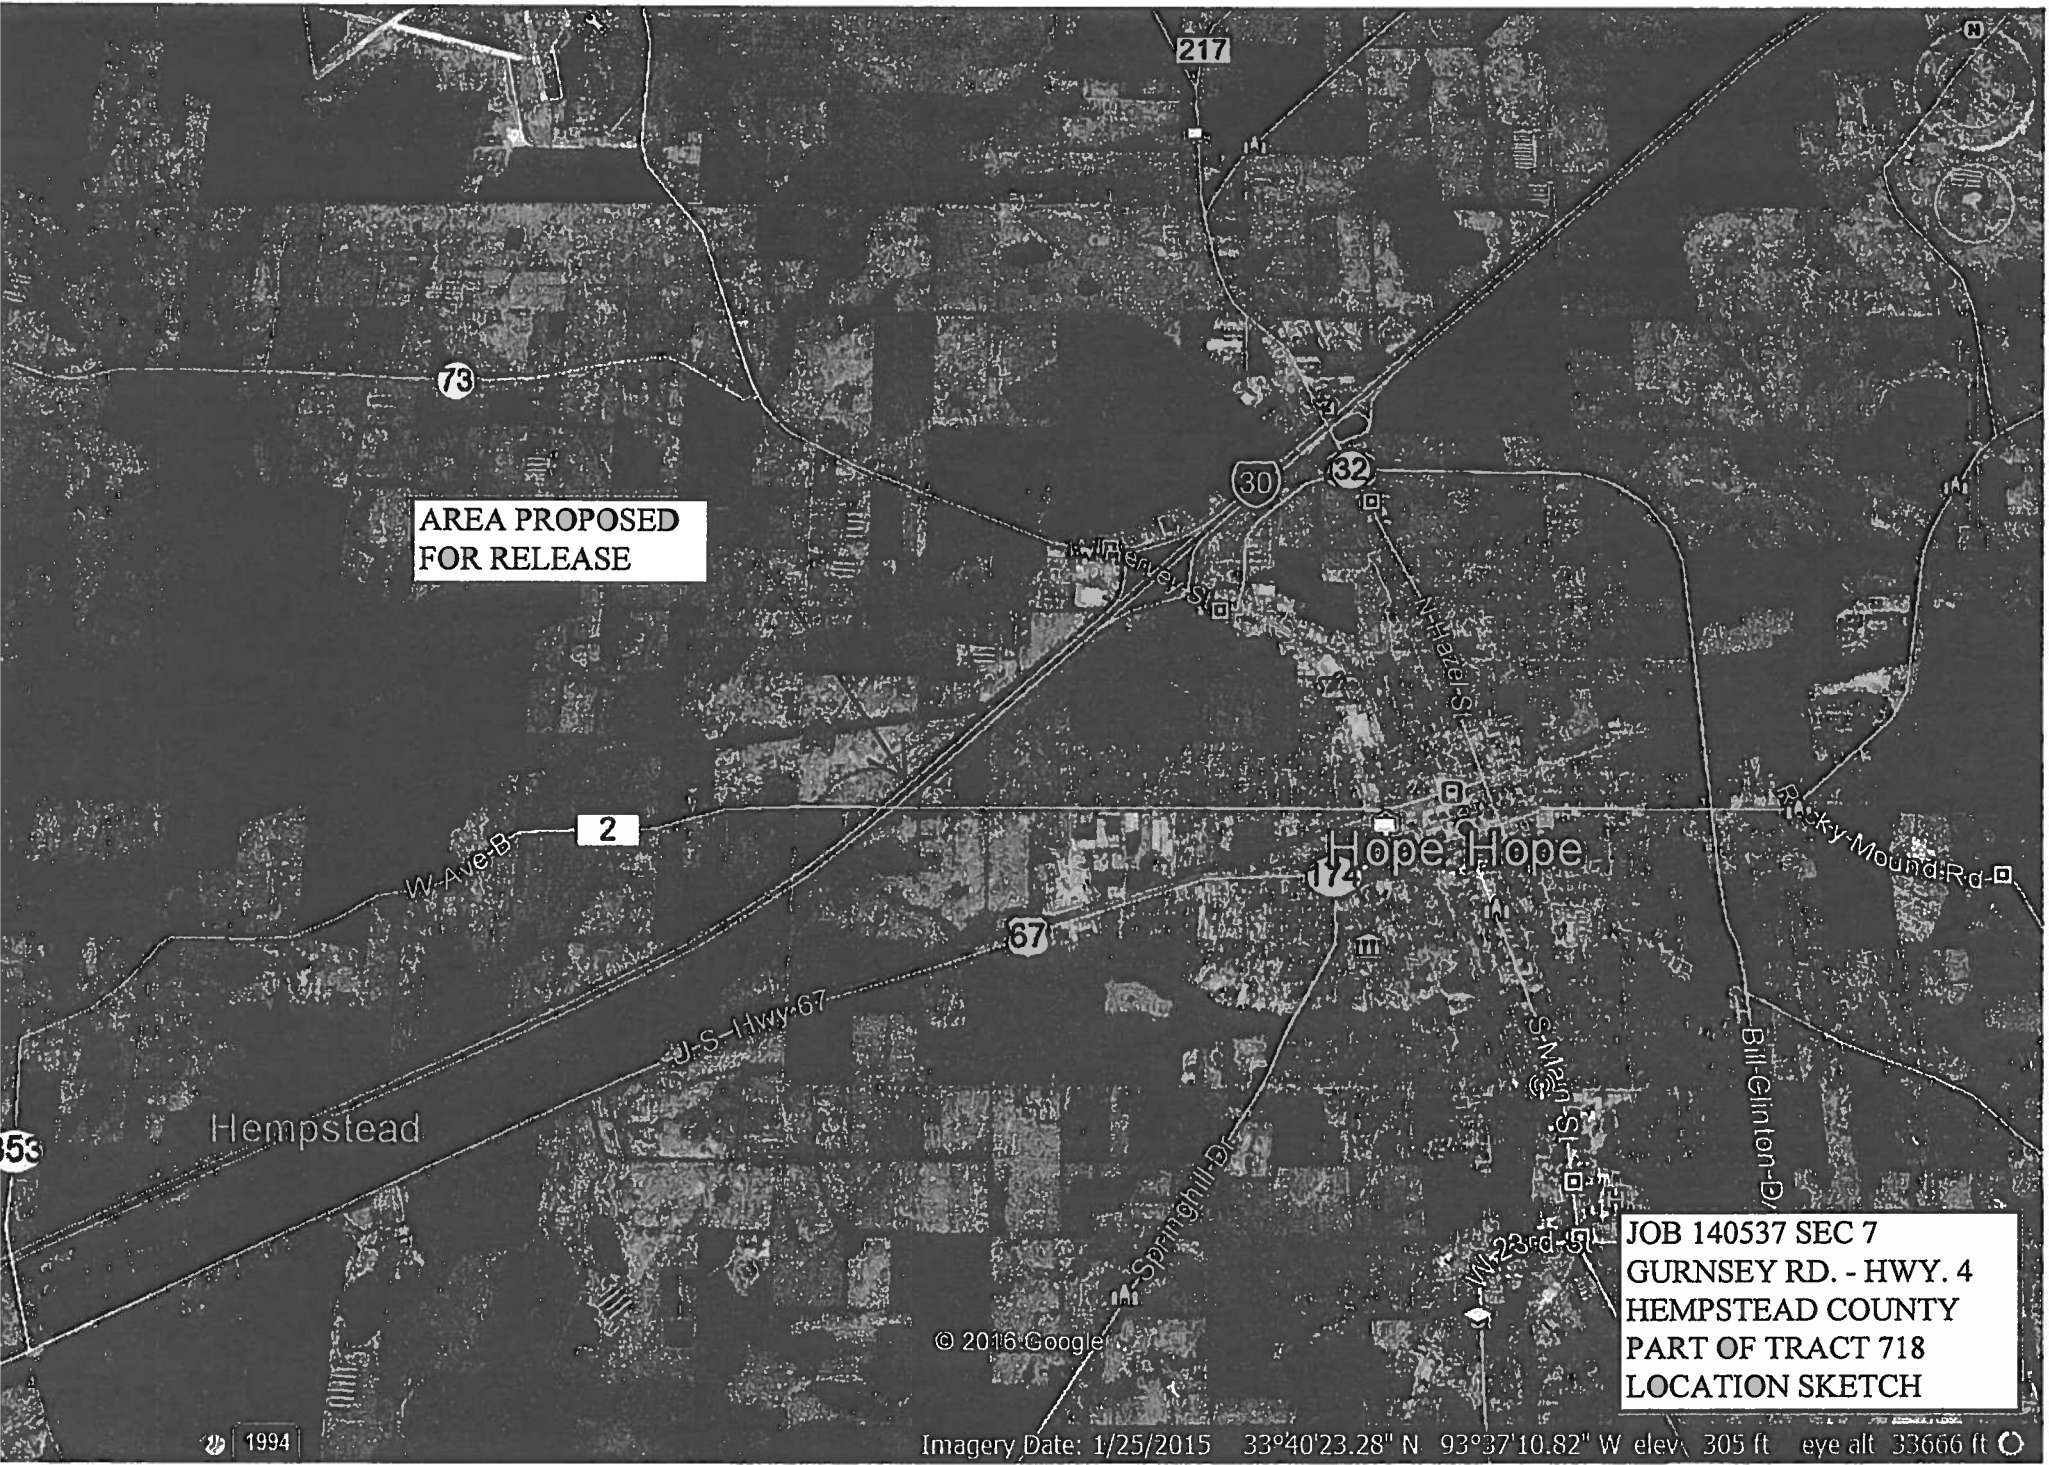 217
N
73
30
32
AREA PROPOSED
FOR RELEASE
W Hervey St
N Hazel St
2
W Ave B
Rocky Mound Rd
Hope Hope
174
67
U S Hwy 67
S Main St
Bill Clinton D
Hempstead
353
Springhill Dr
W 23rd St
JOB 140537 SEC 7
GURNSEY RD. - HWY. 4
HEMPSTEAD COUNTY
PART OF TRACT 718
LOCATION SKETCH
© 2016 Google
1994
Imagery Date: 1/25/2015 33°40'23.28" N 93°37'10.82" W elev 305 ft eye alt 33666 ft